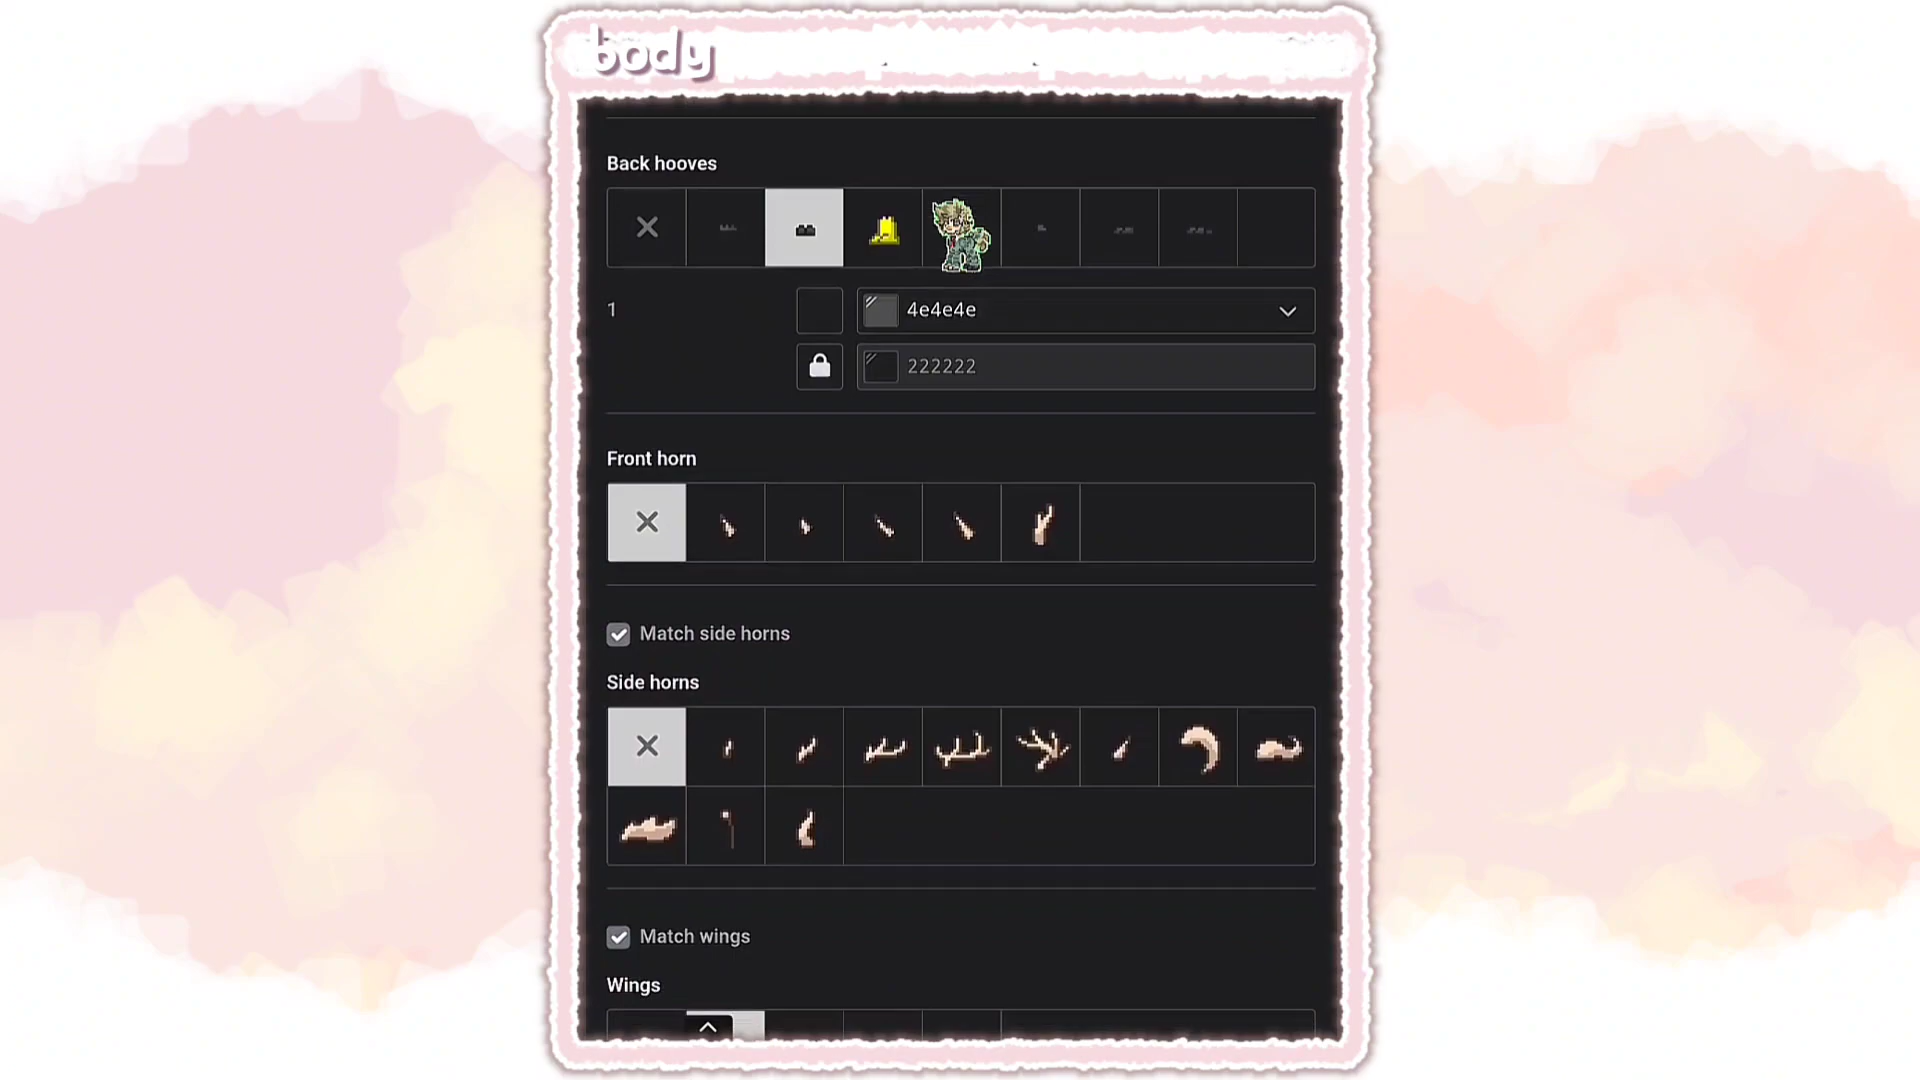 body
Back hooves
1
4e4e4e
222222
Front horn
Match side horns
Side horns
Match wings
Wings